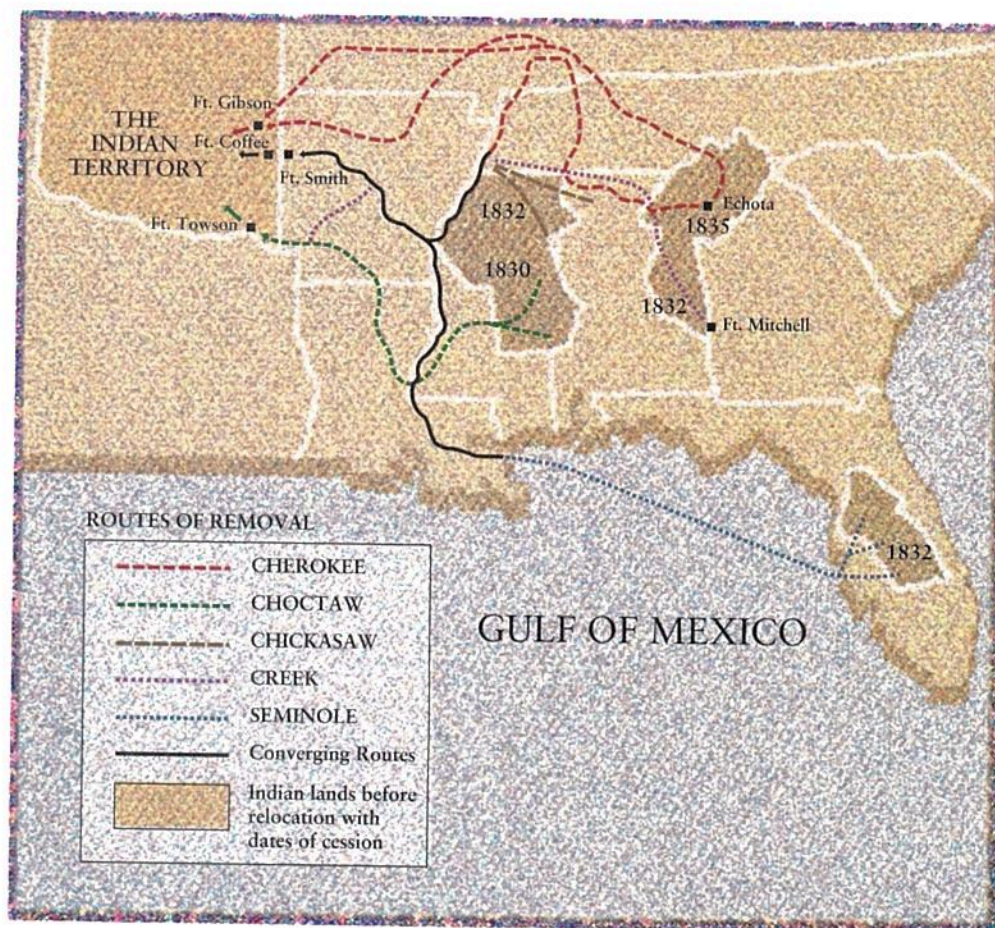 Ft. Gibson
THE
INDIAN
TERRITORY
Ft. Coffee
Ft. Smith
Ft. Towson
1832
1830
Echota
1835
1832
Ft. Mitchell
1832
GULF OF MEXICO
ROUTES OF REMOVAL
CHEROKEE
CHOCTAW
CHICKASAW
CREEK
SEMINOLE
Converging Routes
Indian lands before
relocation with
dates of cession